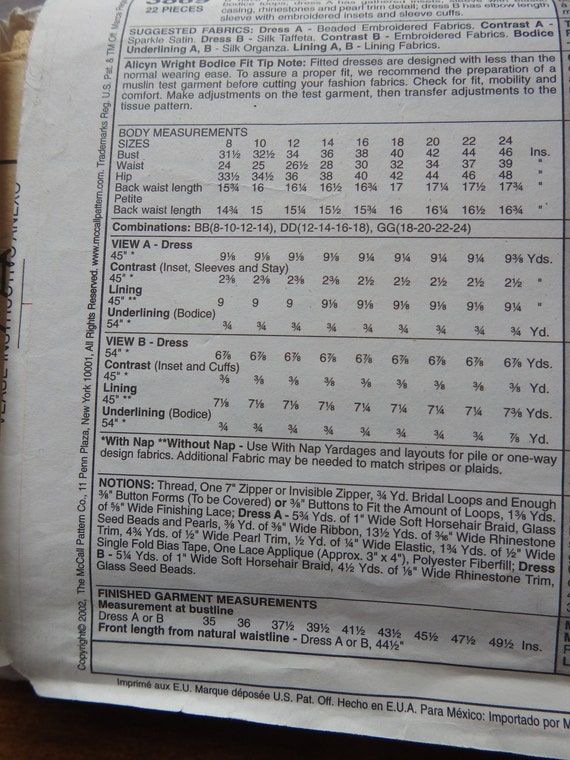 3869
22 PIECES
sleeve with embroidered insets and sleeve cuffs.
SUGGESTED FABRICS: Dress A - Beaded Embroidered Fabrics. Contrast A -
Sparkle Satin. Dress B - Silk Taffeta. Contrast B - Embroidered Fabrics. Bodice
Underlining A, B - Silk Organza. Lining A, B - Lining Fabrics.
Alicyn Wright Bodice Fit Tip Note: Fitted dresses are designed with less than the
normal wearing ease. To assure a proper fit, we recommend the preparation of a
muslin test garment before cutting your fashion fabrics. Check for fit, mobility and
comfort. Make adjustments on the test garment, then transfer adjustments to the
tissue pattern.
BODY MEASUREMENTS
SIZES 8 10 12 14 16 18 20 22 24
Bust 31½ 32½ 34 36 38 40 42 44 46 Ins.
Waist 24 25 26½ 28 30 32 34 37 39 "
Hip 33½ 34½ 36 38 40 42 44 46 48 "
Back waist length 15¾ 16 16¼ 16½ 16¾ 17 17¼ 17½ 17¾ "
Petite
Back waist length 14¾ 15 15¼ 15½ 15¾ 16 16¼ 16½ 16¾ "
Combinations: BB(8-10-12-14), DD(12-14-16-18), GG(18-20-22-24)
VIEW A - Dress
45" * 9⅛ 9⅛ 9⅛ 9⅛ 9¼ 9¼ 9¼ 9¼ 9⅜ Yds.
Contrast (Inset, Sleeves and Stay)
45" * 2⅜ 2⅜ 2⅜ 2⅜ 2½ 2½ 2½ 2½ 2½ "
Lining
45" ** 9 9 9 9⅛ 9⅛ 9⅛ 9⅛ 9⅛ 9¼ "
Underlining (Bodice)
54" * ¾ ¾ ¾ ¾ ¾ ¾ ¾ ¾ ¾ Yd.
VIEW B - Dress
54" * 6⅞ 6⅞ 6⅞ 6⅞ 6⅞ 6⅞ 6⅞ 6⅞ 6⅞ Yds.
Contrast (Inset and Cuffs)
45" * ⅜ ⅜ ⅜ ⅜ ⅜ ⅜ ⅜ ⅜ ⅜ Yd.
Lining
45" ** 7⅛ 7⅛ 7⅛ 7⅛ 7¼ 7¼ 7¼ 7¼ 7⅜ Yds.
Underlining (Bodice)
54" * ¾ ¾ ¾ ¾ ¾ ¾ ¾ ¾ ⅞ Yd.
*With Nap **Without Nap - Use With Nap Yardages and layouts for pile or one-way
design fabrics. Additional Fabric may be needed to match stripes or plaids.
NOTIONS: Thread, One 7" Zipper or Invisible Zipper, ¾ Yd. Bridal Loops and Enough
⅜" Button Forms (To be Covered) or ⅜" Buttons to Fit the Amount of Loops, 1⅜ Yds.
of ⅝" Wide Finishing Lace; Dress A - 5¾ Yds. of 1" Wide Soft Horsehair Braid, Glass
Seed Beads and Pearls, ⅜ Yd. of ⅜" Wide Ribbon, 13½ Yds. of 3⁄16" Wide Rhinestone
Trim, 4¾ Yds. of ½" Wide Pearl Trim, ½ Yd. of ¼" Wide Elastic, 1¾ Yds. of ½" Wide
Single Fold Bias Tape, One Lace Applique (Approx. 3" x 4"), Polyester Fiberfill; Dress
B - 5¼ Yds. of 1" Wide Soft Horsehair Braid, 4½ Yds. of ⅛" Wide Rhinestone Trim,
Glass Seed Beads.
FINISHED GARMENT MEASUREMENTS
Measurement at bustline
Dress A or B 35 36 37½ 39½ 41½ 43½ 45½ 47½ 49½ Ins.
Front length from natural waistline - Dress A or B, 44½"
Imprimé aux E.U. Marque déposée U.S. Pat. Off. Hecho en E.U.A. Para México: Importado por M
Copyright© 2002, The McCall Pattern Co., 11 Penn Plaza, New York 10001, All Rights Reserved. www.mccallpattern.com. Trademarks Reg. U.S. Pat. & TM Off. Marca Reg.